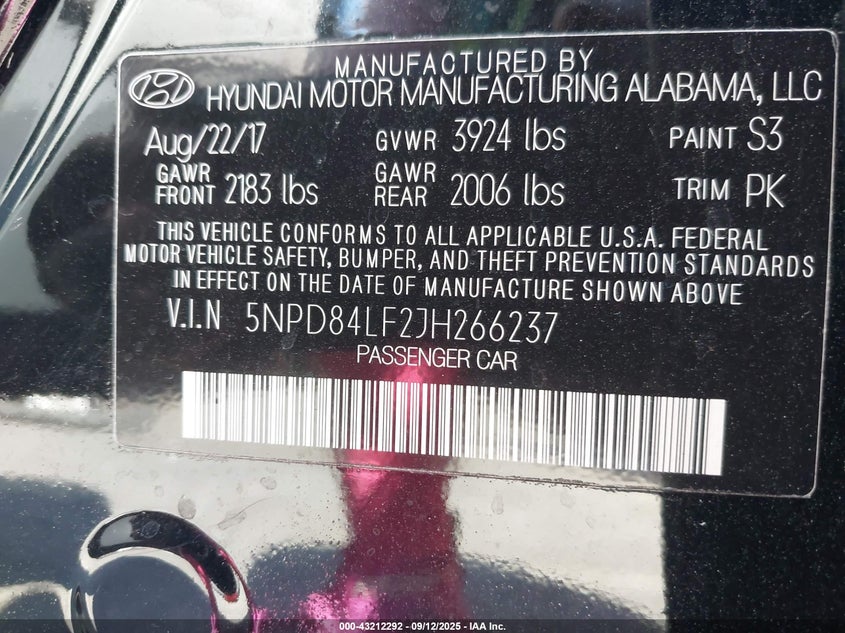 MANUFACTURED BY
HYUNDAI MOTOR MANUFACTURING ALABAMA, LLC
Aug/22/17 GVWR 3924 lbs PAINT S3
GAWR FRONT 2183 lbs GAWR REAR 2006 lbs TRIM PK
THIS VEHICLE CONFORMS TO ALL APPLICABLE U.S.A. FEDERAL
MOTOR VEHICLE SAFETY, BUMPER, AND THEFT PREVENTION STANDARDS
IN EFFECT ON THE DATE OF MANUFACTURE SHOWN ABOVE
V.I.N 5NPD84LF2JH266237
PASSENGER CAR
000-43212292 - 09/12/2025 - IAA Inc.